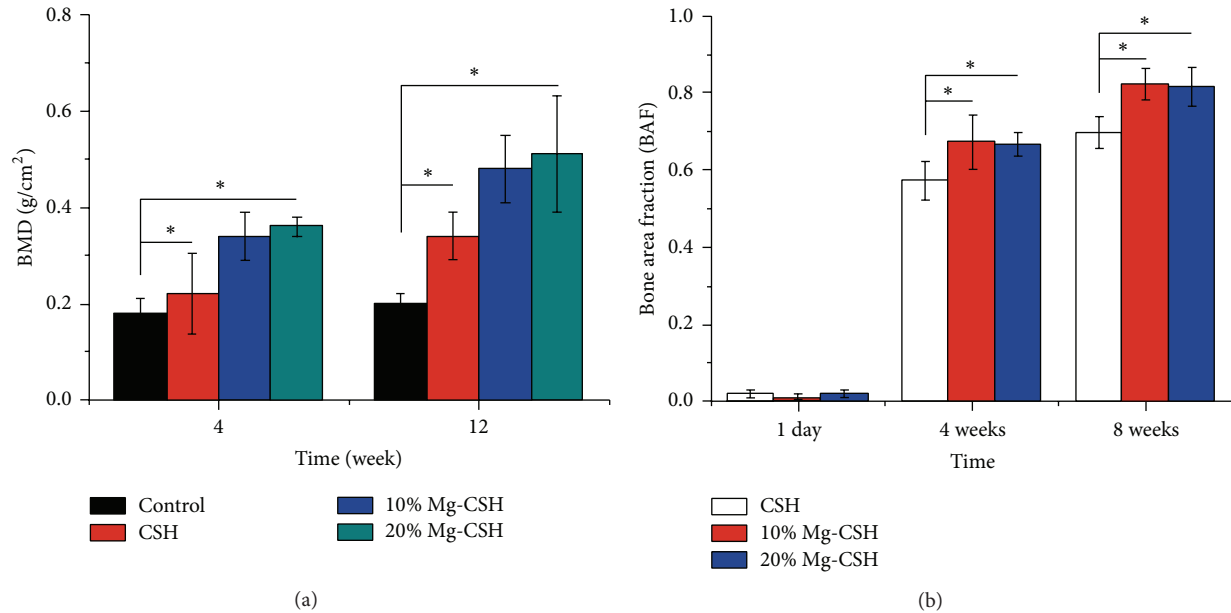 0.8
0.6
0.4
0.2
0.0
BMD (g/cm²)
*
*
*
*
4
12
Time (week)
Control
CSH
10% Mg-CSH
20% Mg-CSH
(a)
1.0
0.8
0.6
0.4
0.2
0.0
Bone area fraction (BAF)
*
*
*
*
1 day
4 weeks
8 weeks
Time
CSH
10% Mg-CSH
20% Mg-CSH
(b)